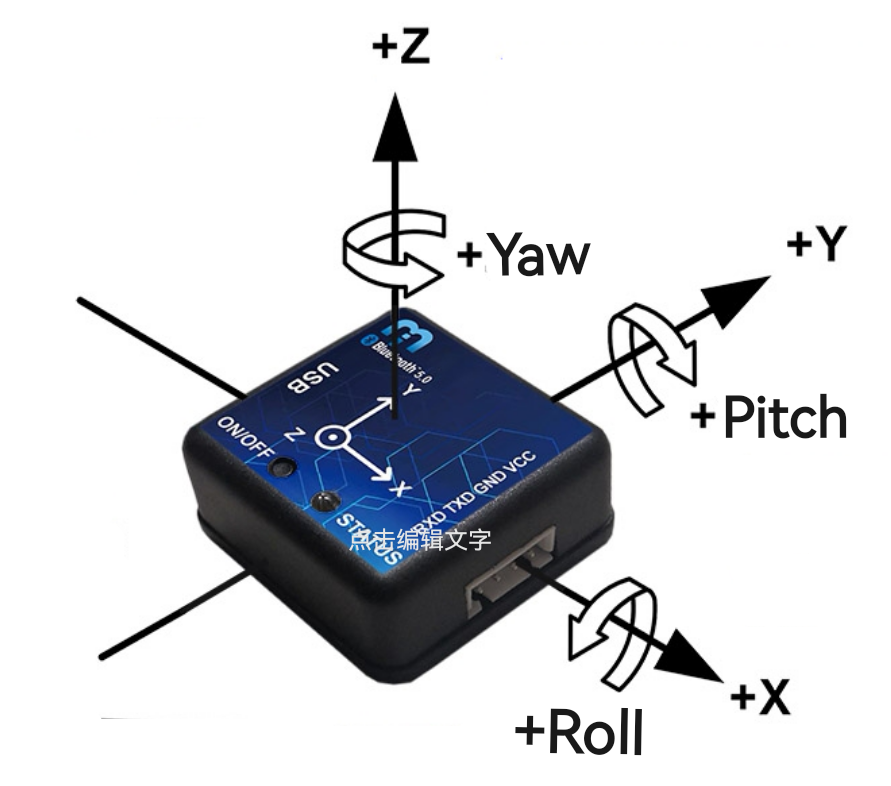 +Z
+Yaw
+Y
+Pitch
m
Bluetooth 5.0
USB
Y
ON/OFF
Z
X
RXD TXD GND VCC
STATUS
点击编辑文字
+X
+Roll